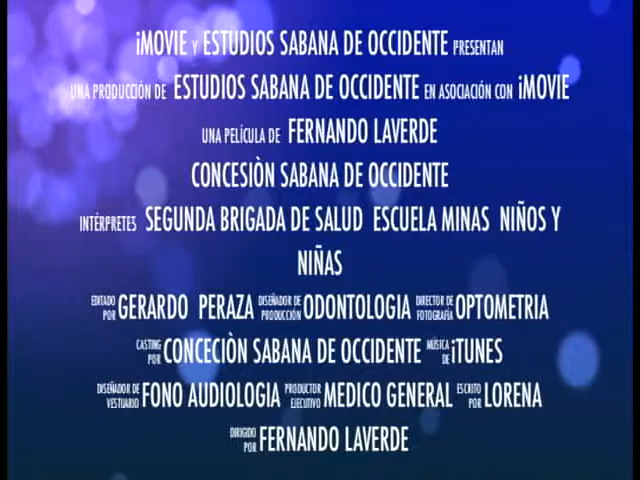 iMOVIE Y ESTUDIOS SABANA DE OCCIDENTE PRESENTAN
UNA PRODUCCIÓN DE ESTUDIOS SABANA DE OCCIDENTE EN ASOCIACIÓN CON iMOVIE
UNA PELÍCULA DE FERNANDO LAVERDE
CONCESIÒN SABANA DE OCCIDENTE
INTÉRPRETES SEGUNDA BRIGADA DE SALUD ESCUELA MINAS NIÑOS Y
NIÑAS
EDITADO POR GERARDO PERAZA DISEÑADOR DE PRODUCCIÓN ODONTOLOGIA DIRECTOR DE FOTOGRAFÍA OPTOMETRIA
CASTING POR CONCECIÒN SABANA DE OCCIDENTE MÚSICA DE iTUNES
DISEÑADOR DE VESTUARIO FONO AUDIOLOGIA PRODUCTOR EJECUTIVO MEDICO GENERAL ESCRITO POR LORENA
DIRIGIDO POR FERNANDO LAVERDE